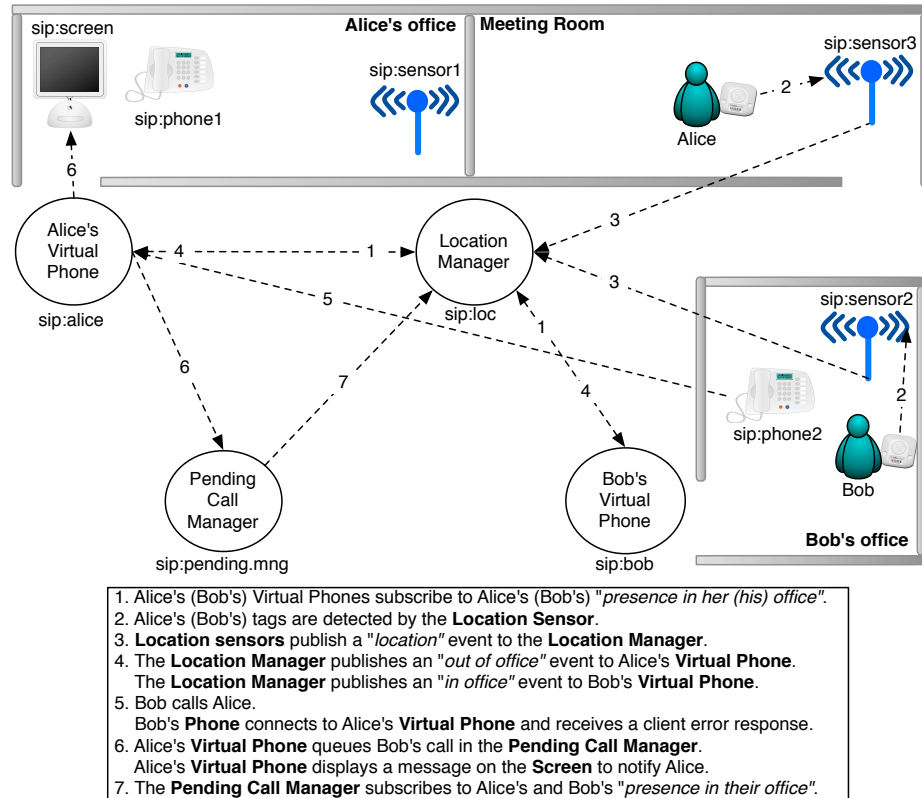 sip:screen
Alice's office
Meeting Room
sip:sensor3
sip:sensor1
sip:phone1
2
Alice
6
3
Alice's
Virtual
Phone
4
1
Location
Manager
3
sip:alice
5
sip:loc
sip:sensor2
1
6
7
4
2
sip:phone2
Bob
Pending
Call
Manager
Bob's
Virtual
Phone
Bob's office
sip:pending.mng
sip:bob
1. Alice's (Bob's) Virtual Phones subscribe to Alice's (Bob's) "presence in her (his) office".
2. Alice's (Bob's) tags are detected by the Location Sensor.
3. Location sensors publish a "location" event to the Location Manager.
4. The Location Manager publishes an "out of office" event to Alice's Virtual Phone.
The Location Manager publishes an "in office" event to Bob's Virtual Phone.
5. Bob calls Alice.
Bob's Phone connects to Alice's Virtual Phone and receives a client error response.
6. Alice's Virtual Phone queues Bob's call in the Pending Call Manager.
Alice's Virtual Phone displays a message on the Screen to notify Alice.
7. The Pending Call Manager subscribes to Alice's and Bob's "presence in their office".